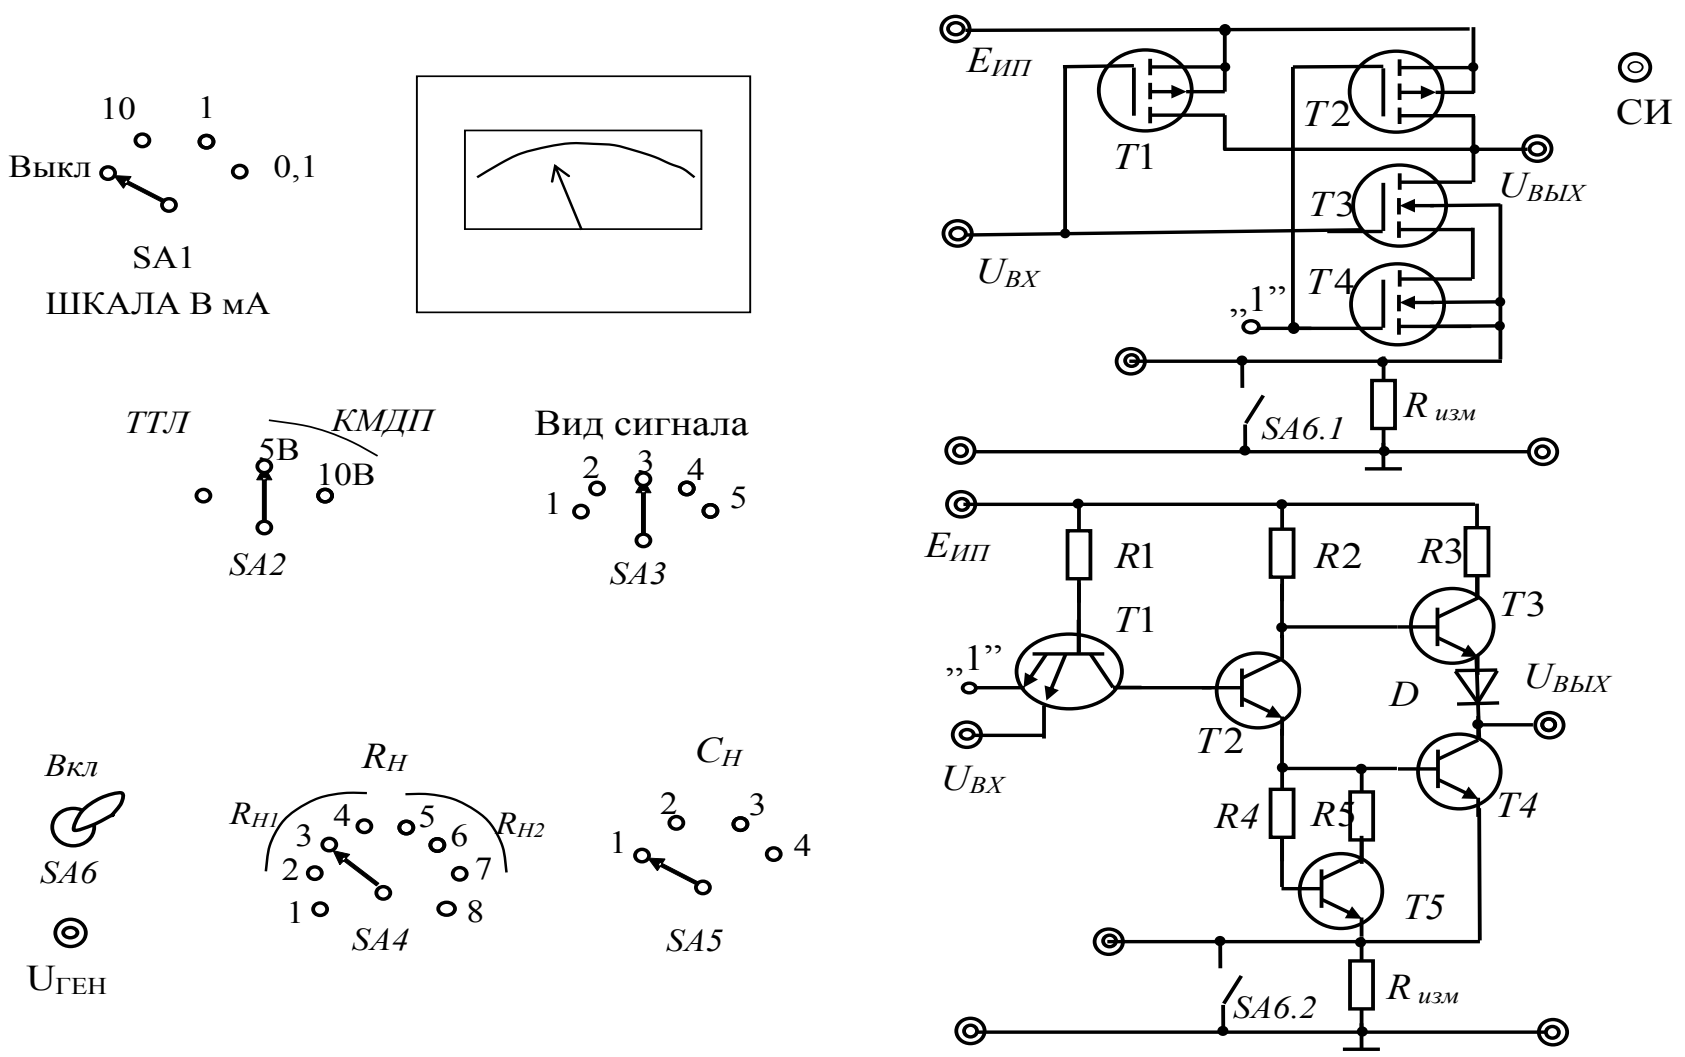 10
1
Выкл
0,1
SA1
ШКАЛА В мА
ТТЛ
КМДП
5В
10В
SA2
Вид сигнала
1
2
3
4
5
SA3
Вкл
SA6
UГЕН
RН
RН1
RН2
1
2
3
4
5
6
7
8
SA4
CН
1
2
3
4
SA5
EИП
T1
T2
СИ
UВЫХ
T3
UВХ
T4
„1”
SA6.1
R изм
EИП
R1
R2
R3
T1
T3
„1”
D
UВЫХ
T2
UВХ
R4
R5
T4
T5
SA6.2
R изм